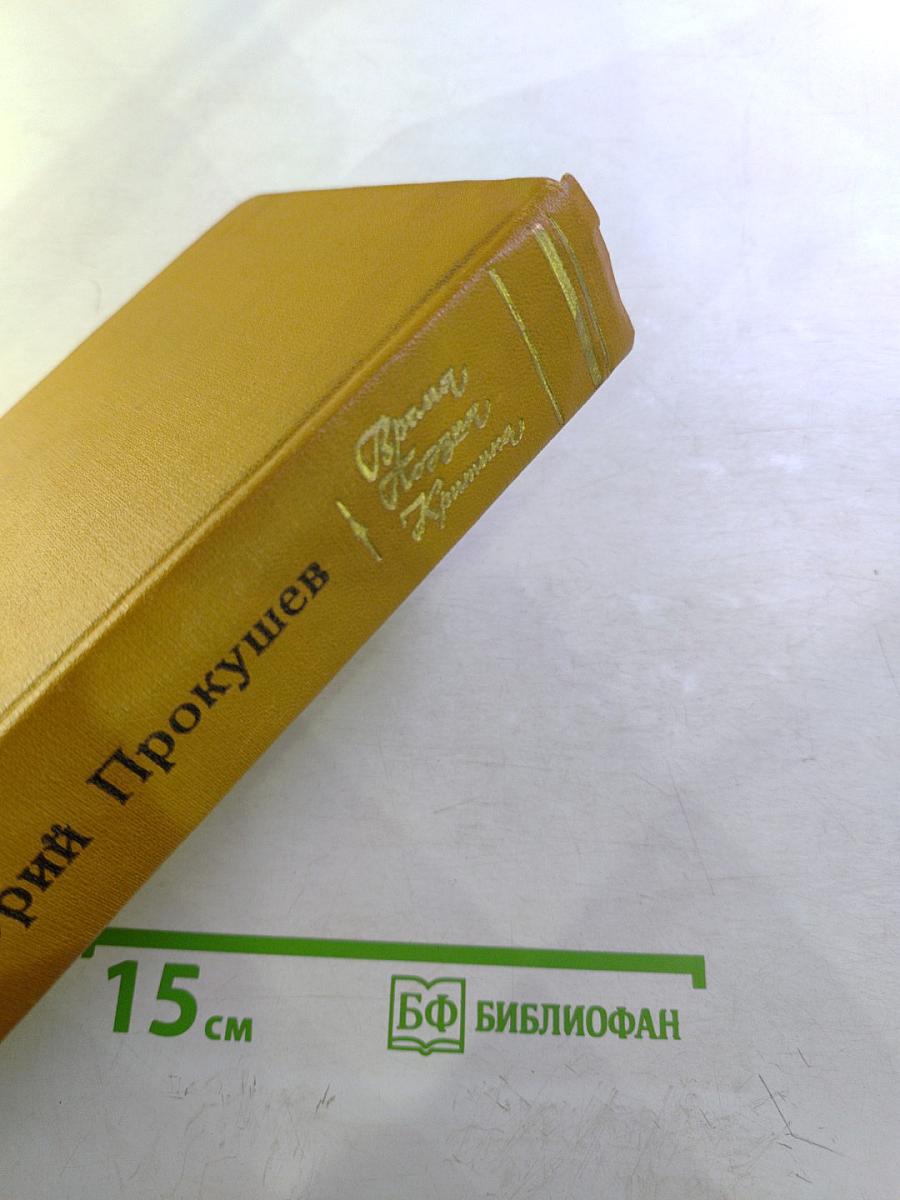 Время
Поэзия
Критика
рий Прокушев
15 см
БФ БИБЛИОФАН